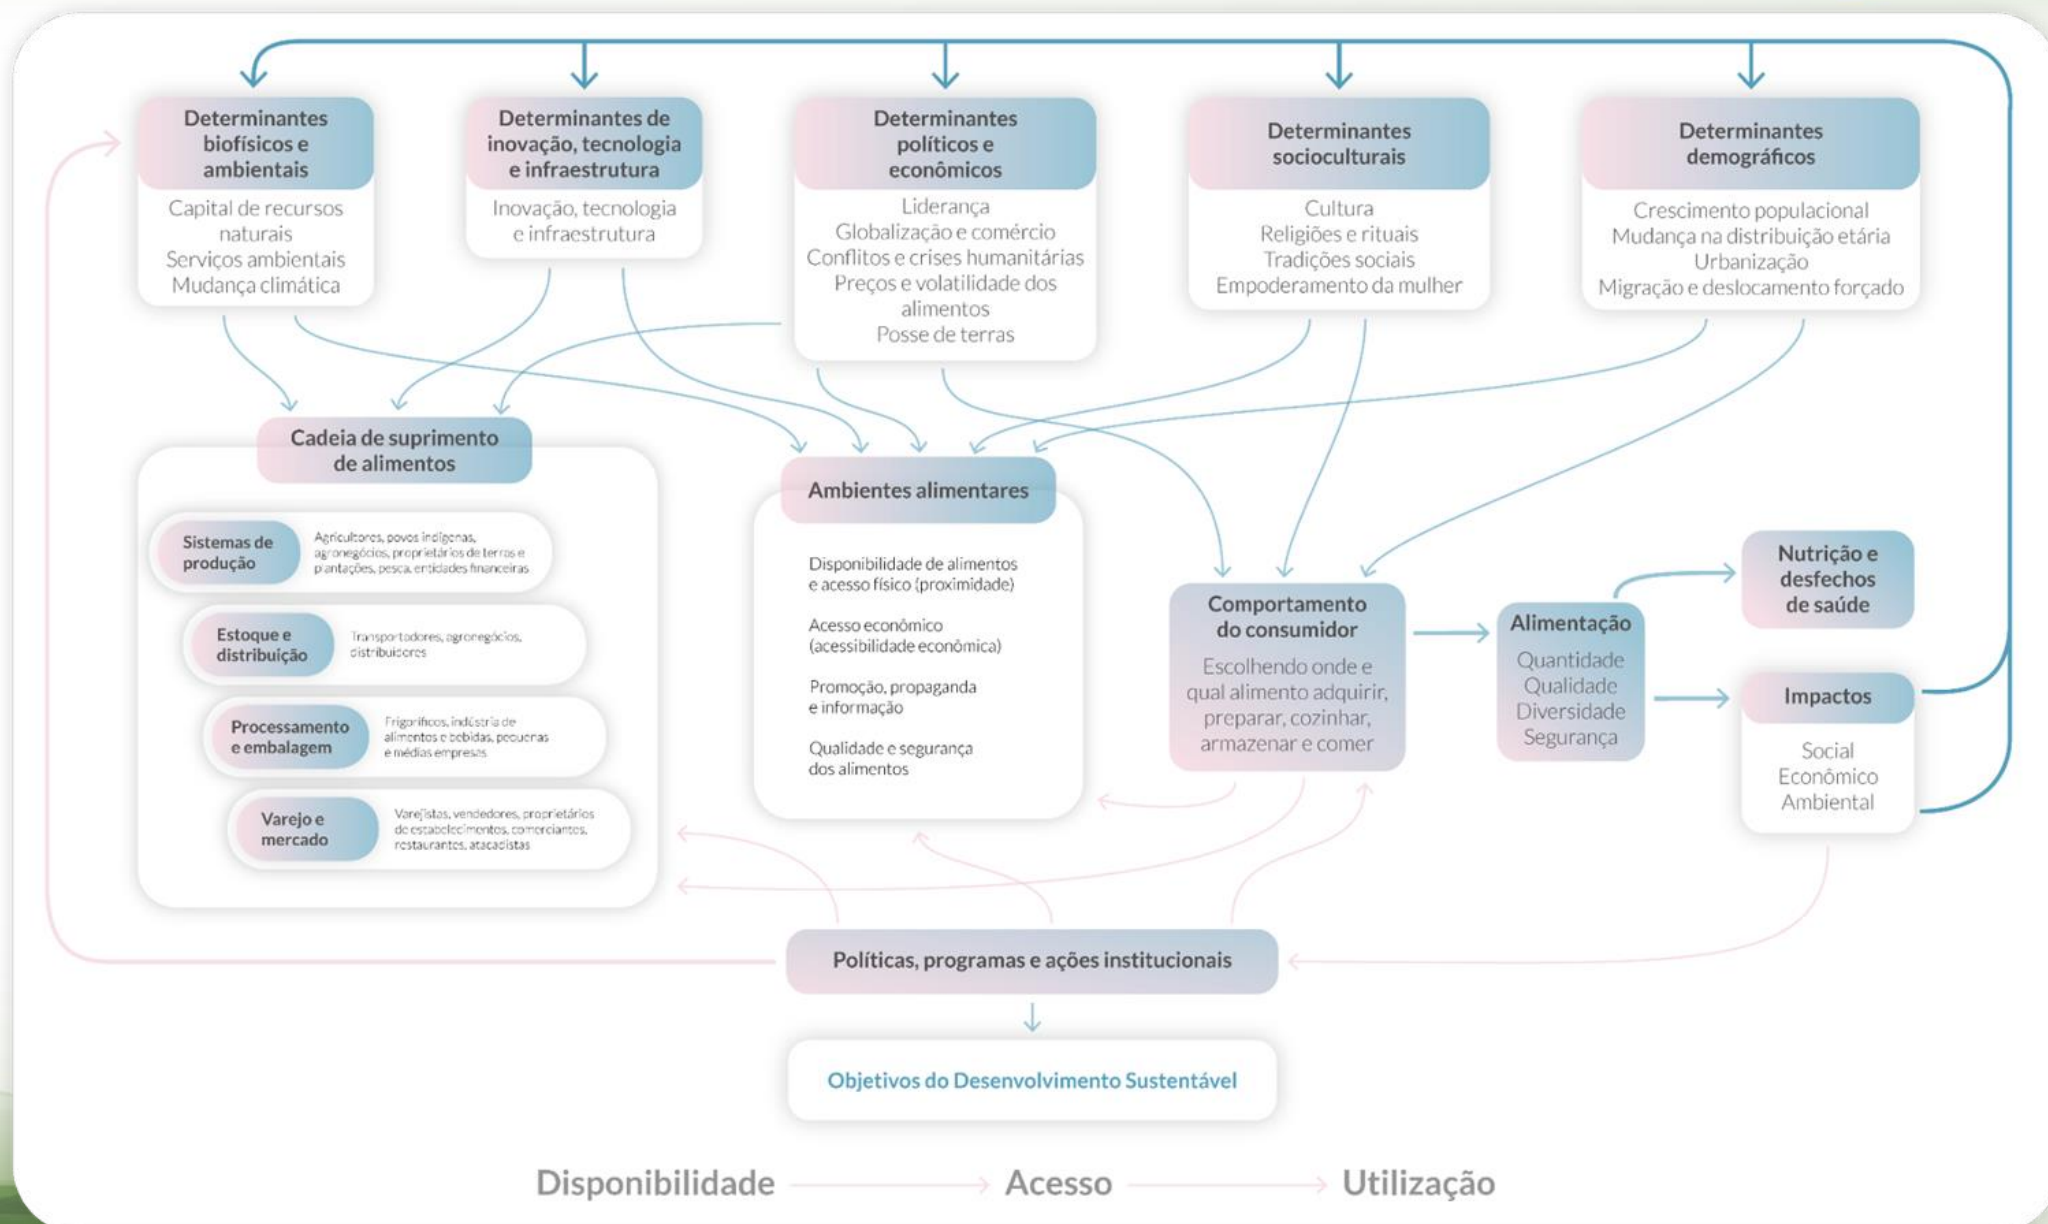 Determinantes
biofísicos e
ambientais
Capital de recursos
naturais
Serviços ambientais
Mudança climática
Determinantes de
inovação, tecnologia
e infraestrutura
Inovação, tecnologia
e infraestrutura
Determinantes
políticos e
econômicos
Liderança
Globalização e comércio
Conflitos e crises humanitárias
Preços e volatilidade dos
alimentos
Posse de terras
Determinantes
socioculturais
Cultura
Religiões e rituais
Tradições sociais
Empoderamento da mulher
Determinantes
demográficos
Crescimento populacional
Mudança na distribuição etária
Urbanização
Migração e deslocamento forçado
Cadeia de suprimento
de alimentos
Sistemas de
produção
Agricultores, povos indígenas,
agronegócios, proprietários de terras e
plantações, pesca, entidades financeiras
Estoque e
distribuição
Transportadores, agronegócios,
distribuidores
Processamento
e embalagem
Frigoríficos, indústria de
alimentos e bebidas, pequenas
e médias empresas
Varejo e
mercado
Varejistas, vendedores, proprietários
de estabelecimentos, comerciantes,
restaurantes, atacadistas
Ambientes alimentares
Disponibilidade de alimentos
e acesso físico (proximidade)
Acesso econômico
(acessibilidade econômica)
Promoção, propaganda
e informação
Qualidade e segurança
dos alimentos
Comportamento
do consumidor
Escolhendo onde e
qual alimento adquirir,
preparar, cozinhar,
armazenar e comer
Alimentação
Quantidade
Qualidade
Diversidade
Segurança
Nutrição e
desfechos
de saúde
Impactos
Social
Econômico
Ambiental
Políticas, programas e ações institucionais
Objetivos do Desenvolvimento Sustentável
Disponibilidade Acesso Utilização